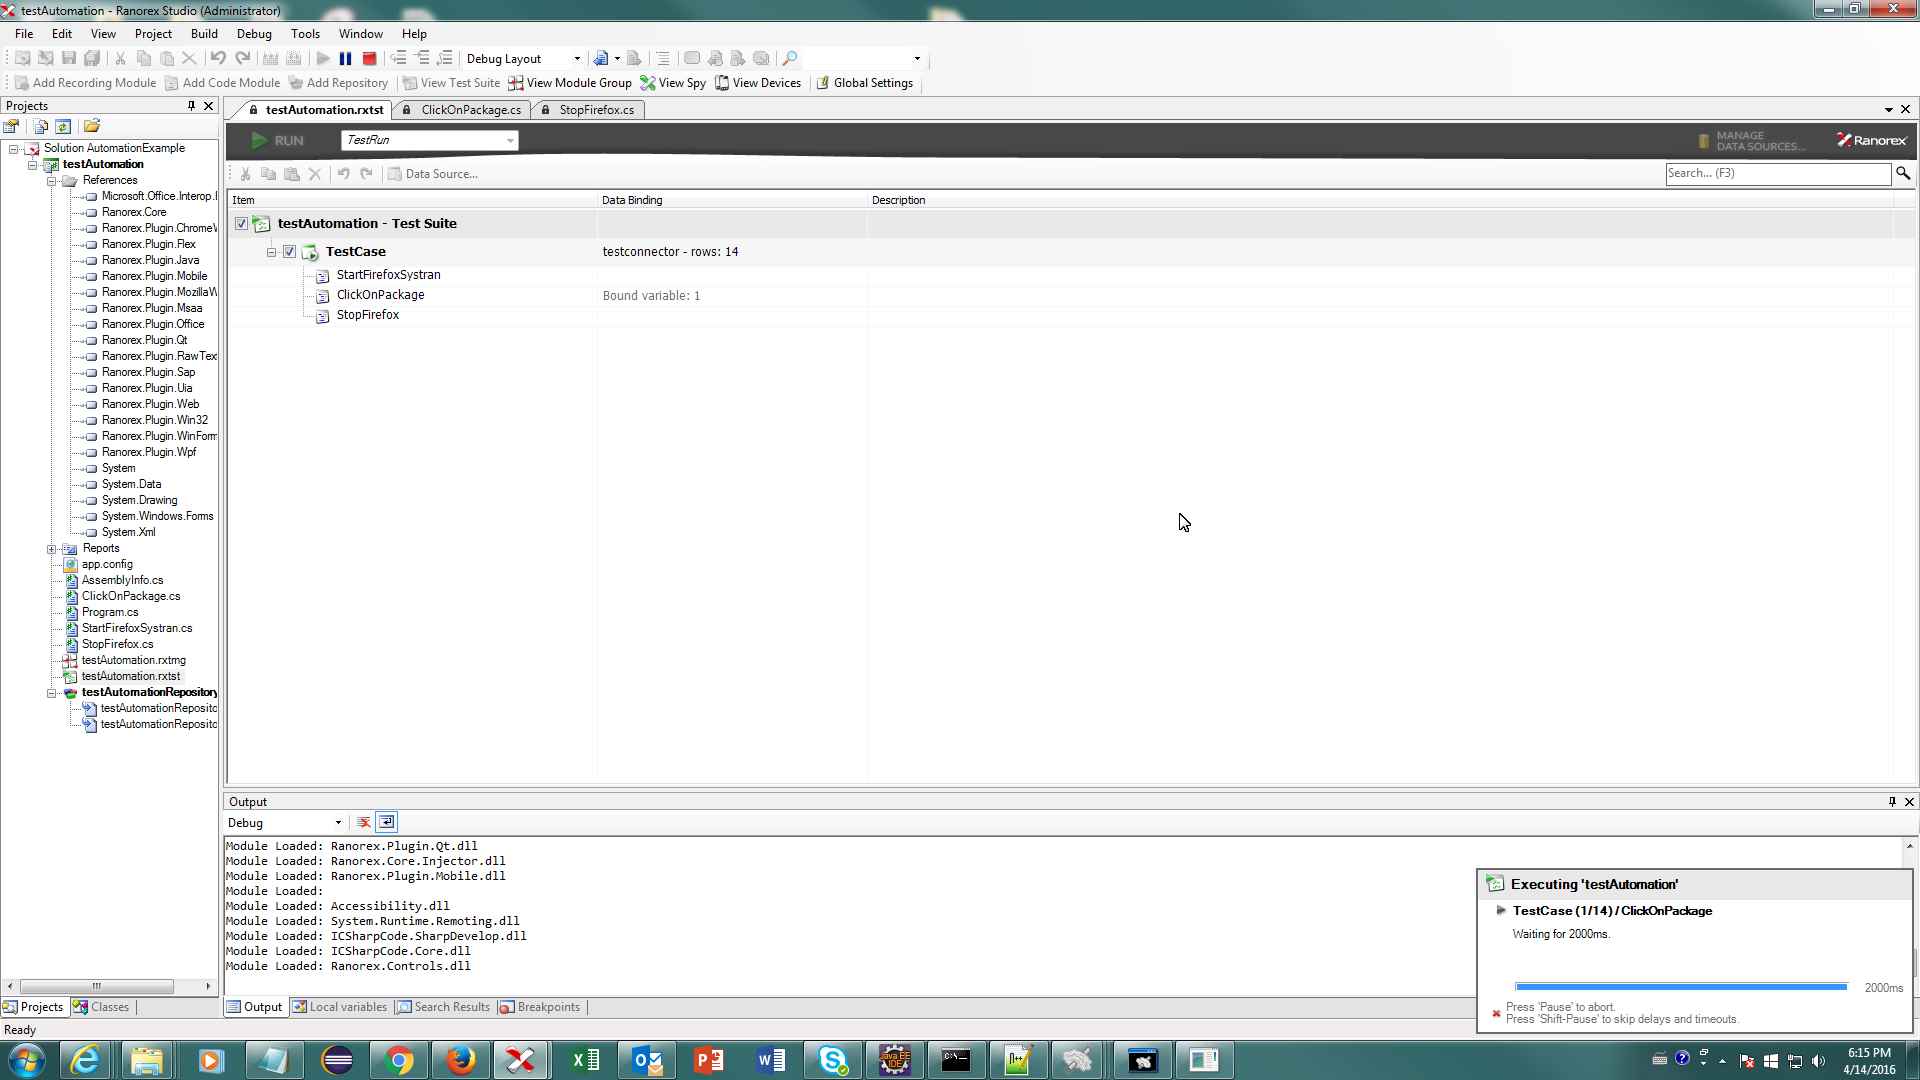 testAutomation - Ranorex Studio (Administrator)
File Edit View Project Build Debug Tools Window Help
Debug Layout
Add Recording Module Add Code Module Add Repository View Test Suite View Module Group View Spy View Devices Global Settings
Projects
testAutomation.rxtst ClickOnPackage.cs StopFirefox.cs
RUN TestRun MANAGE
DATA SOURCES... Ranorex
Data Source... Search... (F3)
Item Data Binding Description
testAutomation - Test Suite
TestCase testconnector - rows: 14
StartFirefoxSystran
ClickOnPackage Bound variable: 1
StopFirefox
Solution AutomationExample
testAutomation
References
Microsoft.Office.Interop.
Ranorex.Core
Ranorex.Plugin.Chrome
Ranorex.Plugin.Flex
Ranorex.Plugin.Java
Ranorex.Plugin.Mobile
Ranorex.Plugin.MozillaW
Ranorex.Plugin.Msaa
Ranorex.Plugin.Office
Ranorex.Plugin.Qt
Ranorex.Plugin.RawTex
Ranorex.Plugin.Sap
Ranorex.Plugin.Uia
Ranorex.Plugin.Web
Ranorex.Plugin.Win32
Ranorex.Plugin.WinForm
Ranorex.Plugin.Wpf
System
System.Data
System.Drawing
System.Windows.Forms
System.Xml
Reports
app.config
AssemblyInfo.cs
ClickOnPackage.cs
Program.cs
StartFirefoxSystran.cs
StopFirefox.cs
testAutomation.rxtmg
testAutomation.rxtst
testAutomationRepository
testAutomationReposito
testAutomationReposito
Projects Classes
Output
Debug
Module Loaded: Ranorex.Plugin.Qt.dll
Module Loaded: Ranorex.Core.Injector.dll
Module Loaded: Ranorex.Plugin.Mobile.dll
Module Loaded:
Module Loaded: Accessibility.dll
Module Loaded: System.Runtime.Remoting.dll
Module Loaded: ICSharpCode.SharpDevelop.dll
Module Loaded: ICSharpCode.Core.dll
Module Loaded: Ranorex.Controls.dll
Output Local variables Search Results Breakpoints
Executing 'testAutomation'
TestCase (1/14) / ClickOnPackage
Waiting for 2000ms.
2000ms
Press 'Pause' to abort.
Press 'Shift-Pause' to skip delays and timeouts.
Ready
Java EE
IDE
6:15 PM
4/14/2016